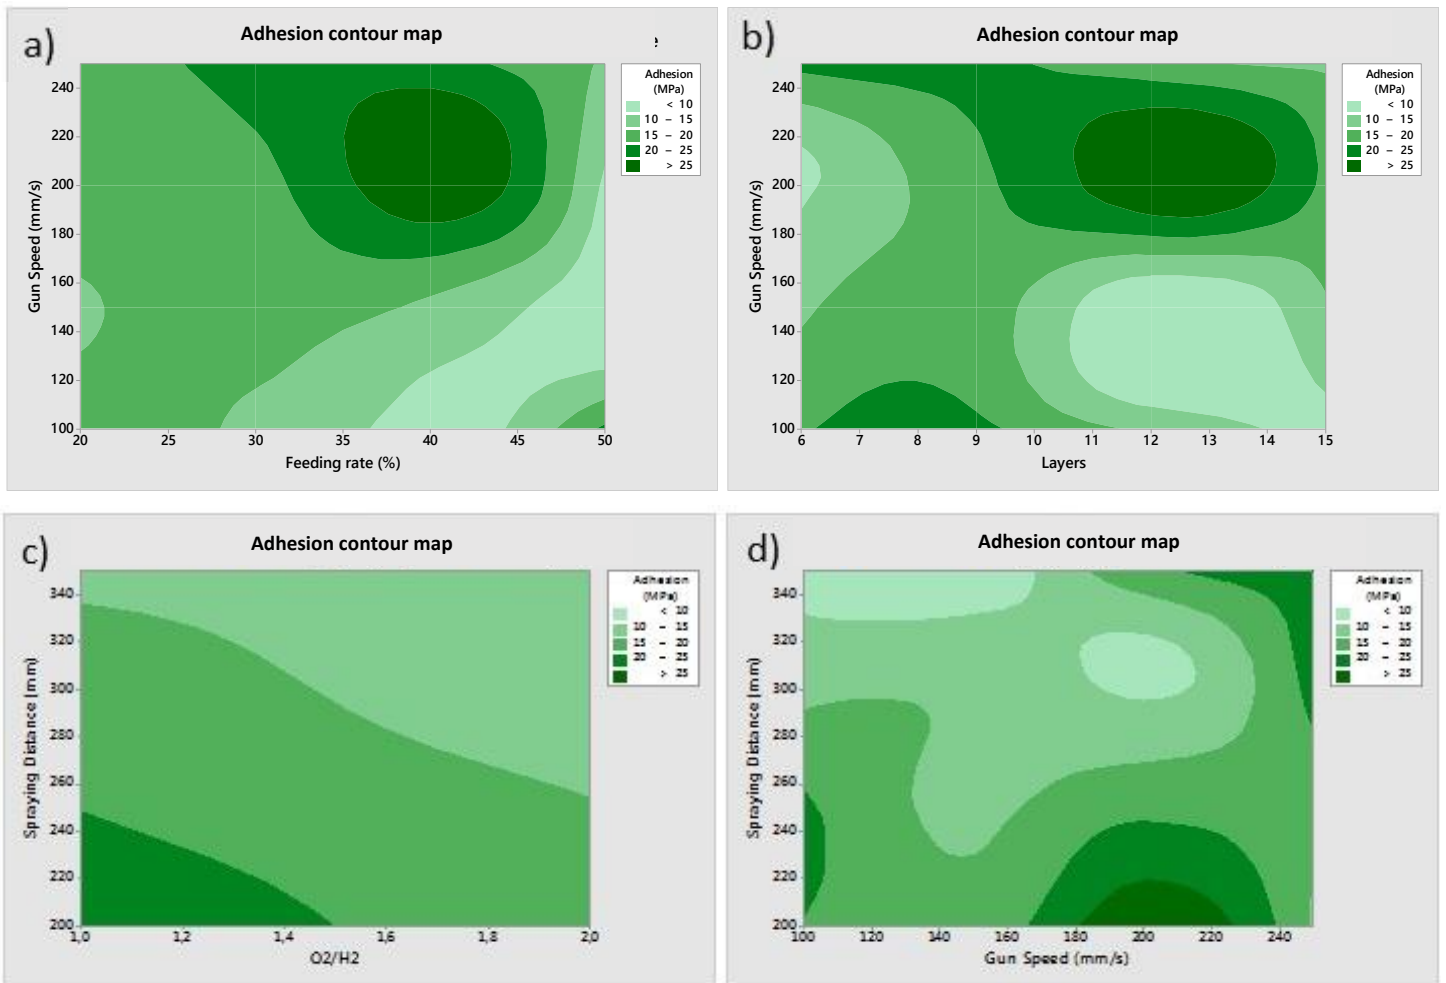 a)
Adhesion contour map
Adhesion
(MPa)
< 10
10 – 15
15 – 20
20 – 25
> 25
240
220
200
180
160
140
120
100
Gun Speed (mm/s)
20 25 30 35 40 45 50
Feeding rate (%)
b)
Adhesion contour map
Adhesion
(MPa)
< 10
10 – 15
15 – 20
20 – 25
> 25
240
220
200
180
160
140
120
100
Gun Speed (mm/s)
6 7 8 9 10 11 12 13 14 15
Layers
c)
Adhesion contour map
Adhesion
(MPa)
< 10
10 – 15
15 – 20
20 – 25
> 25
340
320
300
280
260
240
220
200
Spraying Distance (mm)
1,0 1,2 1,4 1,6 1,8 2,0
O2/H2
d)
Adhesion contour map
Adhesion
(MPa)
< 10
10 – 15
15 – 20
20 – 25
> 25
340
320
300
280
260
240
220
200
Spraying Distance (mm)
100 120 140 160 180 200 220 240
Gun Speed (mm/s)